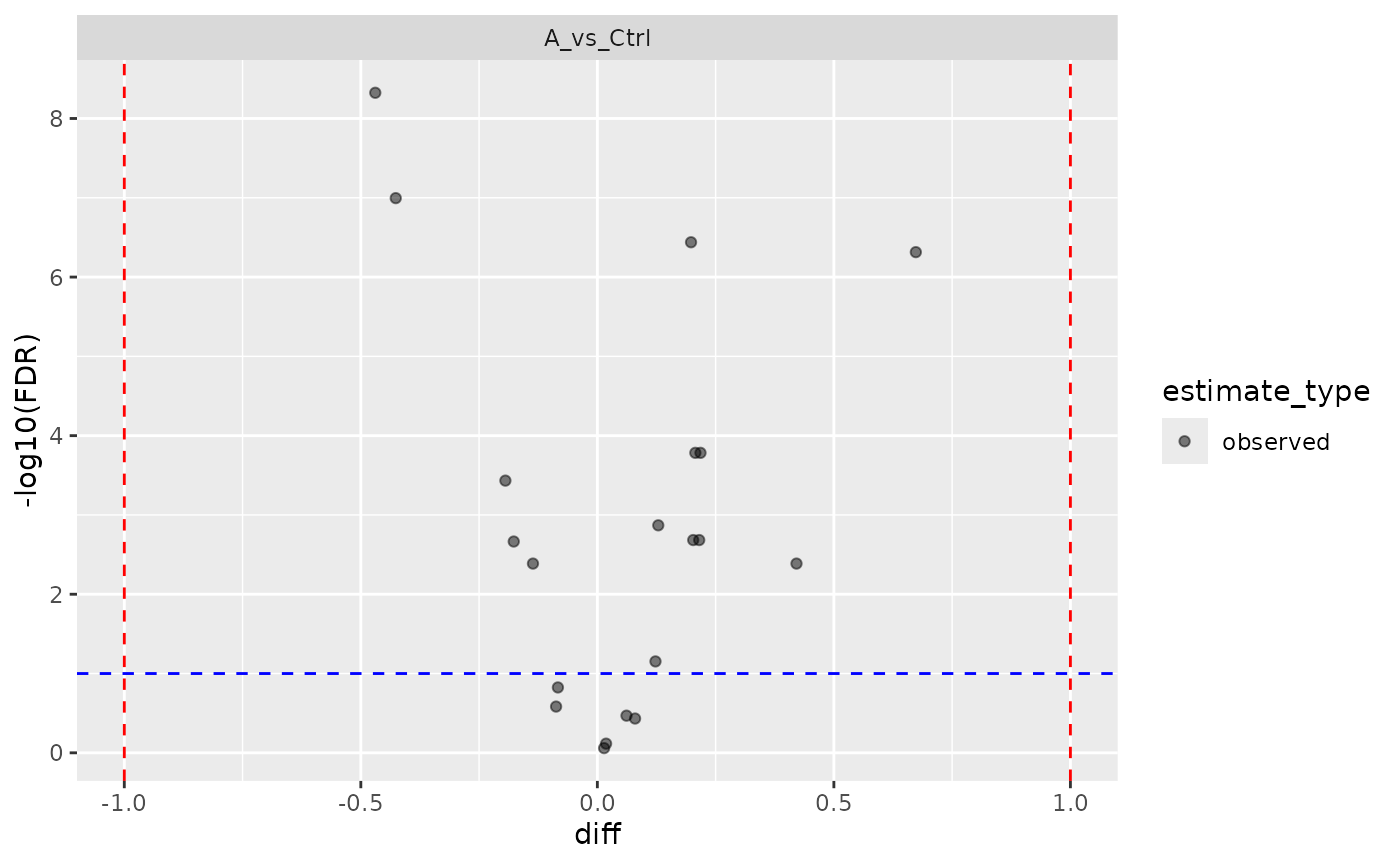 A_vs_Ctrl
8
6
4
2
0
-log10(FDR)
-1.0
-0.5
0.0
0.5
1.0
diff
estimate_type
observed